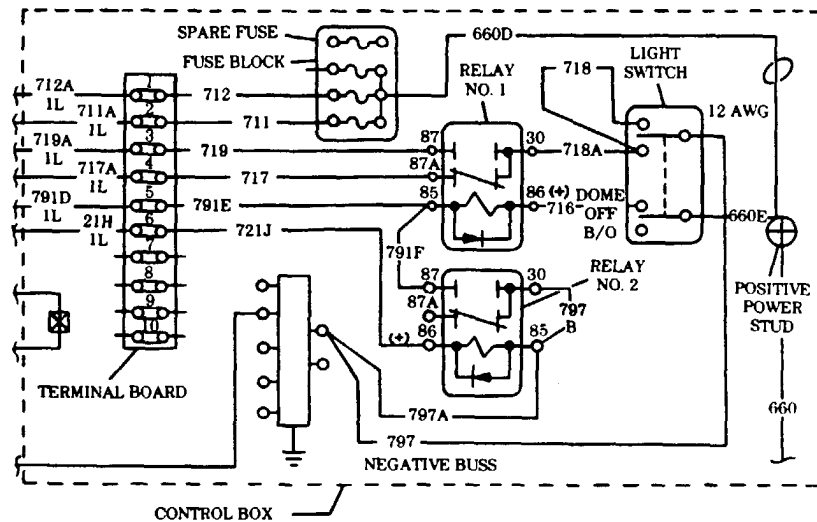 SPARE FUSE
FUSE BLOCK
660D
RELAY
NO. 1
LIGHT
SWITCH
718
12 AWG
712A
1L
1
712
711A
1L
2
711
719A
1L
3
719
87
30
718A
717A
1L
4
717
87A
791D
1L
5
791E
85
86 (+)
716
DOME
OFF
B/O
660E
21H
1L
6
721J
7
8
9
10
791F
87
30
RELAY
NO. 2
87A
797
B
(+)
86
85
POSITIVE
POWER
STUD
TERMINAL BOARD
797A
797
660
NEGATIVE BUSS
CONTROL BOX